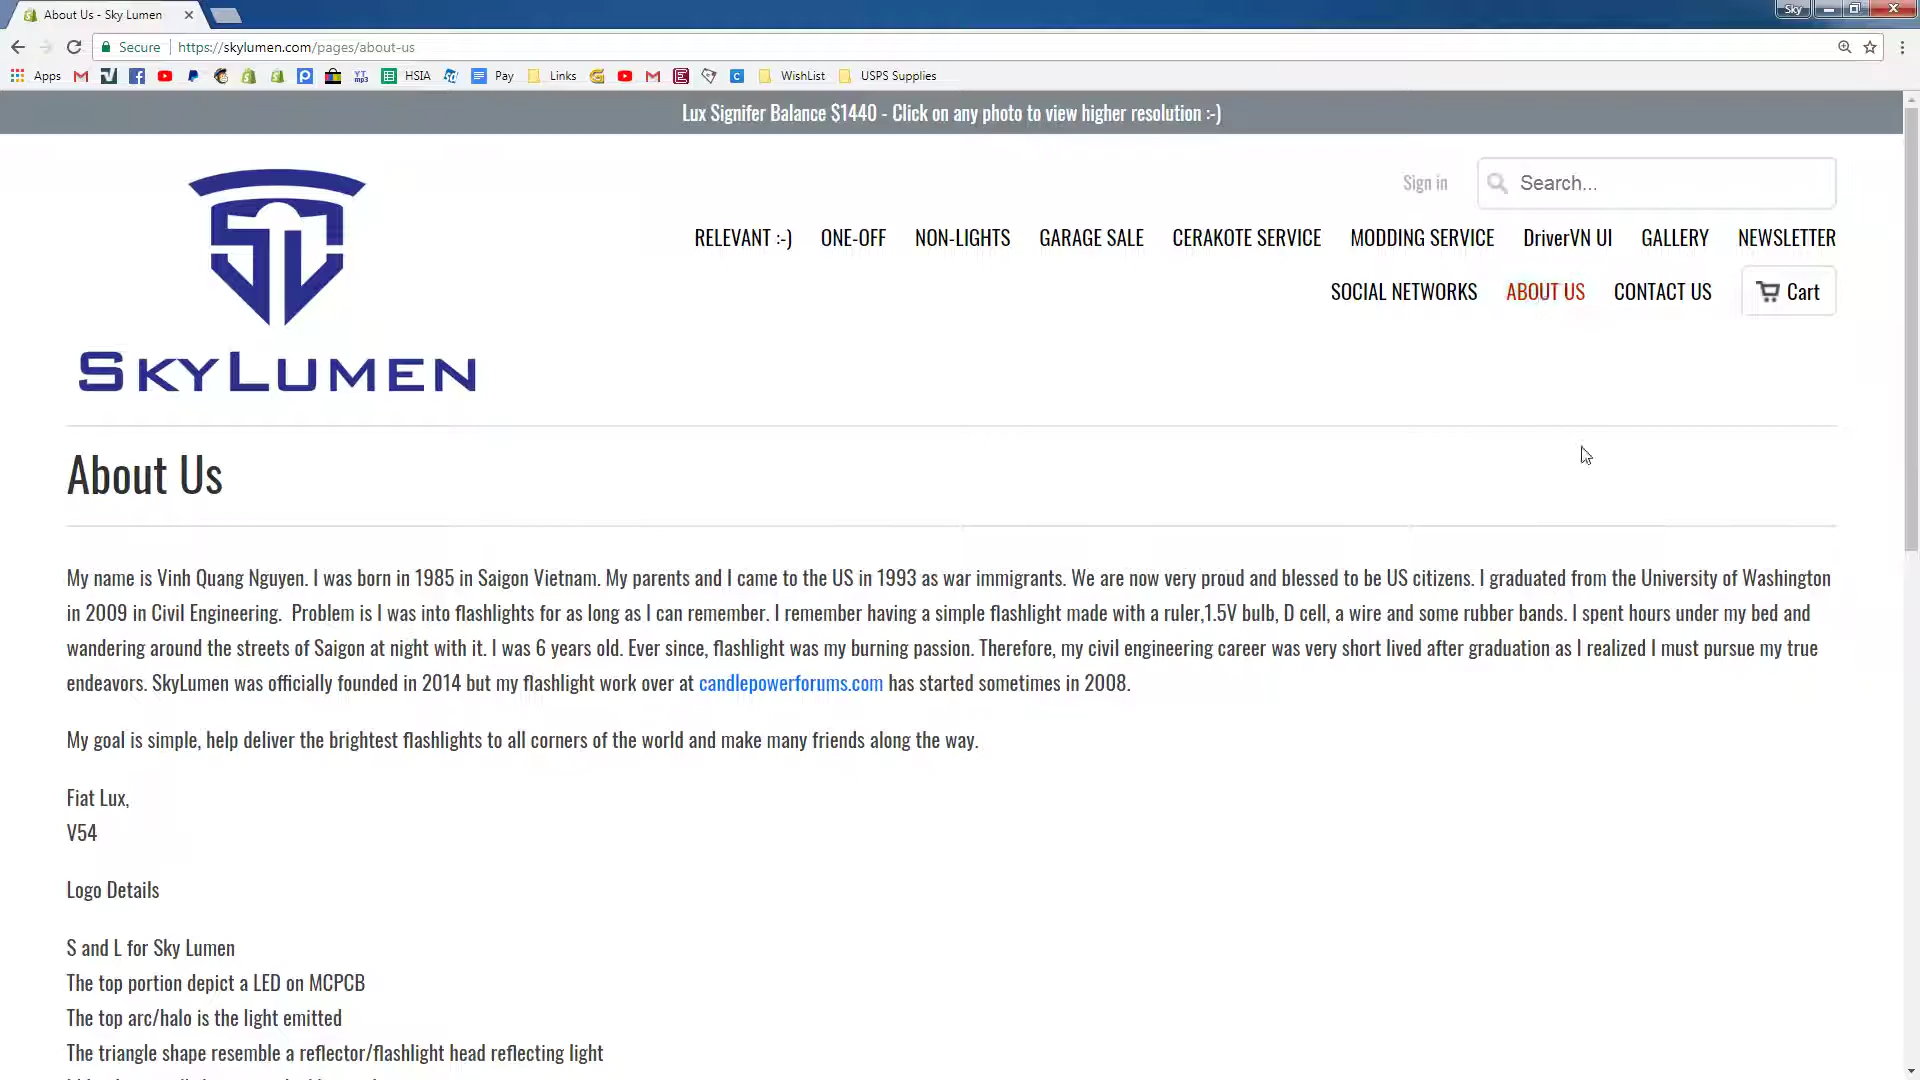 About Us - Sky Lumen
Sky
Secure
https://skylumen.com/pages/about-us
Apps
YT mp3
HSIA
Pay
Links
WishList
USPS Supplies
Lux Signifer Balance $1440 - Click on any photo to view higher resolution :-)
Sign in
Search...
RELEVANT :-) ONE-OFF NON-LIGHTS GARAGE SALE CERAKOTE SERVICE MODDING SERVICE DriverVN UI GALLERY NEWSLETTER
SOCIAL NETWORKS ABOUT US CONTACT US Cart
SKYLUMEN
About Us
My name is Vinh Quang Nguyen. I was born in 1985 in Saigon Vietnam. My parents and I came to the US in 1993 as war immigrants. We are now very proud and blessed to be US citizens. I graduated from the University of Washington
in 2009 in Civil Engineering.  Problem is I was into flashlights for as long as I can remember. I remember having a simple flashlight made with a ruler,1.5V bulb, D cell, a wire and some rubber bands. I spent hours under my bed and
wandering around the streets of Saigon at night with it. I was 6 years old. Ever since, flashlight was my burning passion. Therefore, my civil engineering career was very short lived after graduation as I realized I must pursue my true
endeavors. SkyLumen was officially founded in 2014 but my flashlight work over at candlepowerforums.com has started sometimes in 2008.
My goal is simple, help deliver the brightest flashlights to all corners of the world and make many friends along the way.
Fiat Lux,
V54
Logo Details
S and L for Sky Lumen
The top portion depict a LED on MCPCB
The top arc/halo is the light emitted
The triangle shape resemble a reflector/flashlight head reflecting light